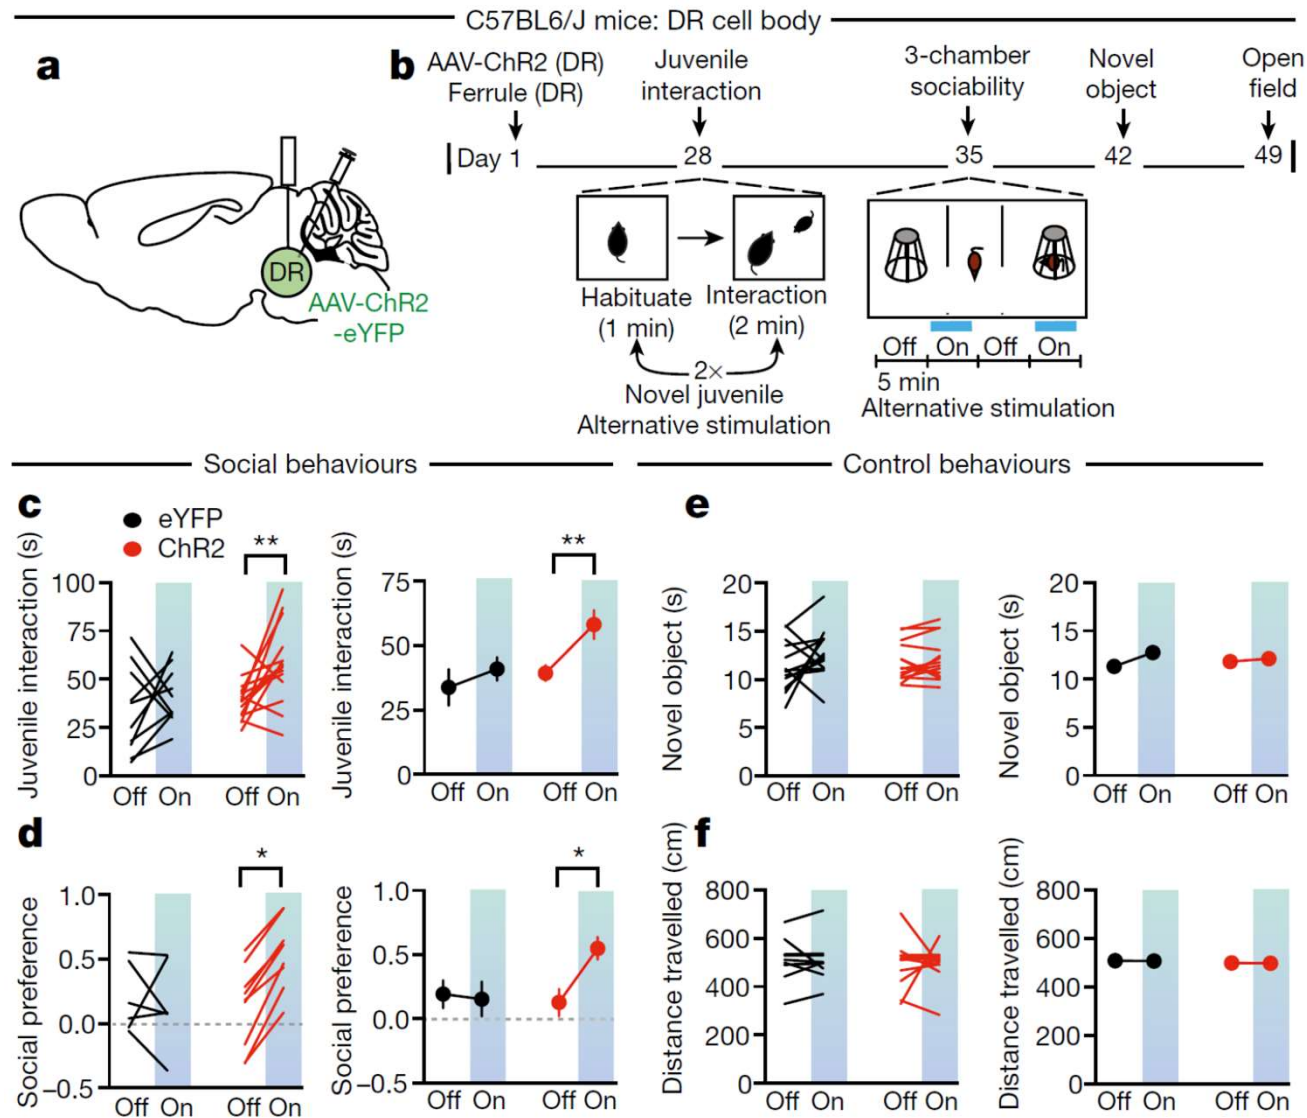 C57BL6/J mice: DR cell body
a
DR
AAV-ChR2
-eYFP
b
AAV-ChR2 (DR)
Ferrule (DR)
Juvenile
interaction
3-chamber
sociability
Novel
object
Open
field
Day 1
28
35
42
49
Habituate
(1 min)
Interaction
(2 min)
2×
Novel juvenile
Alternative stimulation
Off On Off On
5 min
Alternative stimulation
Social behaviours
Control behaviours
c
eYFP
ChR2
Juvenile interaction (s)
100
75
50
25
0
**
Off On Off On
Juvenile interaction (s)
75
50
25
0
**
Off On Off On
e
Novel object (s)
20
15
10
5
0
Off On Off On
Novel object (s)
20
15
10
5
0
Off On Off On
d
Social preference
1.0
0.5
0.0
−0.5
*
Off On Off On
Social preference
1.0
0.5
0.0
−0.5
*
Off On Off On
f
Distance travelled (cm)
800
600
400
200
0
Off On Off On
Distance travelled (cm)
800
600
400
200
0
Off On Off On